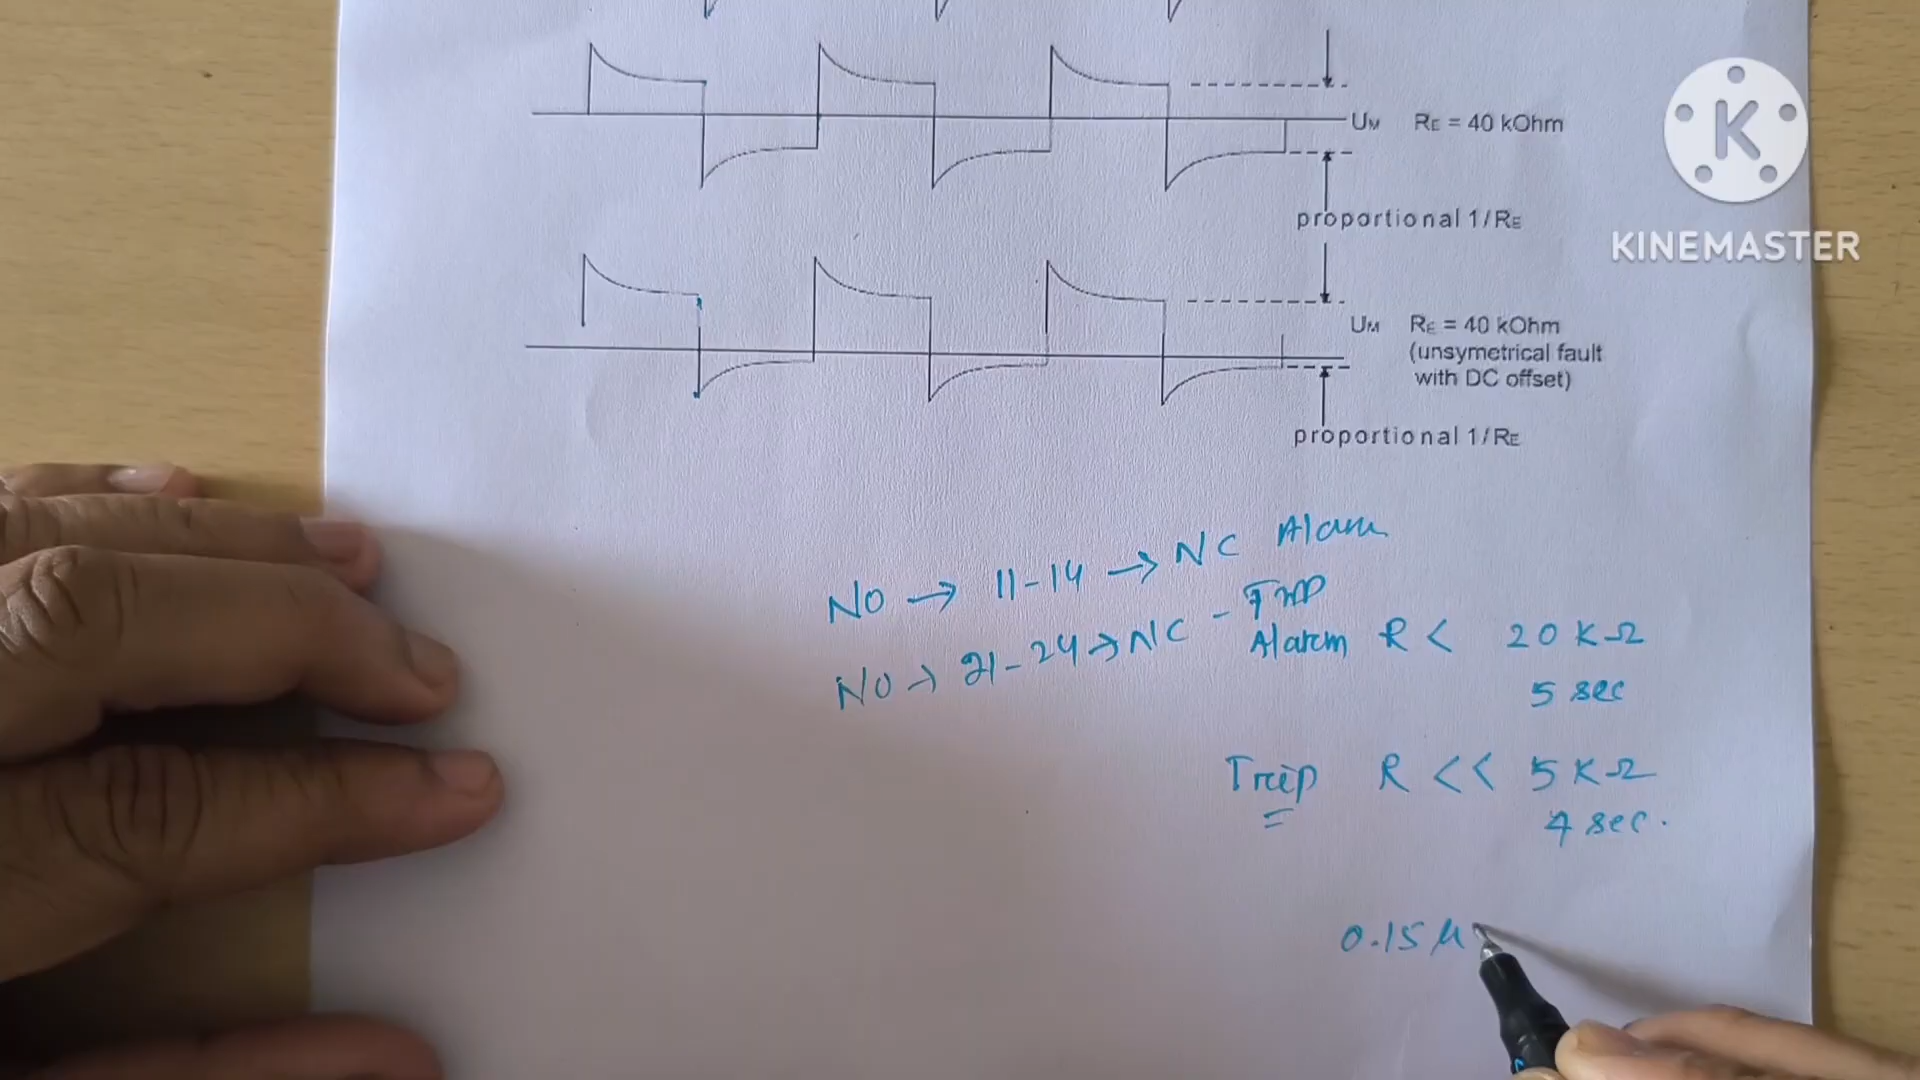 UM RE = 40 kOhm
proportional 1/RE
UM RE = 40 kOhm
(unsymetrical fault
with DC offset)
proportional 1/RE
K
KINEMASTER
NO → 11-14 → NC Alarm
NO → 21-24 → NC - Trip
Alarm R < 20 KΩ
5 sec
Trip R << 5 KΩ
4 sec.
0.15 µ